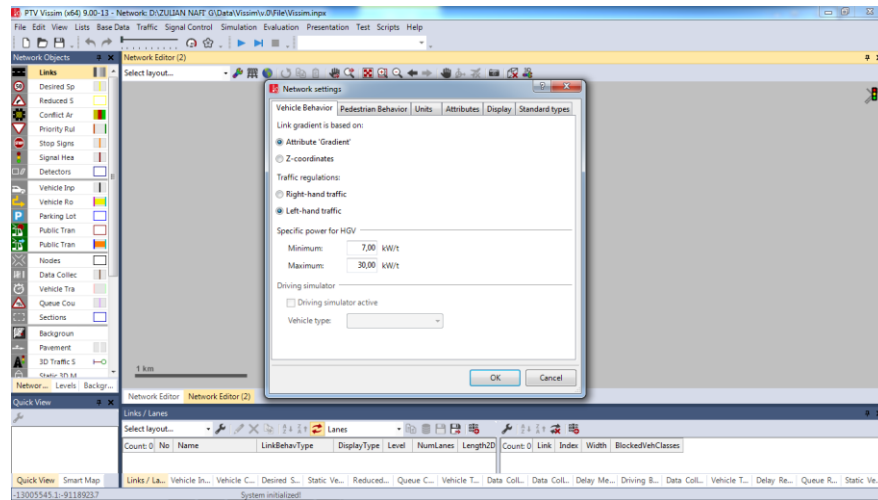 PTV Vissim (x64) 9.00-13 - Network: D:\ZULIAN NAFI' G\Data\Vissim\v.0\File\Vissim.inpx
File Edit View Lists Base Data Traffic Signal Control Simulation Evaluation Presentation Test Scripts Help
Network Objects
Network Editor (2)
Select layout...
Links
Desired Sp
Reduced S
Conflict Ar
Priority Rul
Stop Signs
Signal Hea
Detectors
Vehicle Inp
Vehicle Ro
Parking Lot
Public Tran
Public Tran
Nodes
Data Collec
Vehicle Tra
Queue Cou
Sections
Backgroun
Pavement
3D Traffic S
Static 3D M
Networ... Levels Backgr...
Network settings
Vehicle Behavior Pedestrian Behavior Units Attributes Display Standard types
Link gradient is based on:
Attribute 'Gradient'
Z-coordinates
Traffic regulations:
Right-hand traffic
Left-hand traffic
Specific power for HGV
Minimum: 7,00 kW/t
Maximum: 30,00 kW/t
Driving simulator
Driving simulator active
Vehicle type:
OK Cancel
1 km
Network Editor Network Editor (2)
Quick View
Links / Lanes
Select layout... Lanes
Count: 0 No Name LinkBehavType DisplayType Level NumLanes Length2D Count: 0 Link Index Width BlockedVehClasses
Quick View Smart Map
Links / La... Vehicle In... Vehicle C... Desired S... Static Ve... Reduced... Queue C... Vehicle T... Data Coll... Data Coll... Delay Me... Driving B... Data Coll... Vehicle T... Delay Re... Queue R... Static Ve.
-13005545.1:-9118923.7 System initialized!